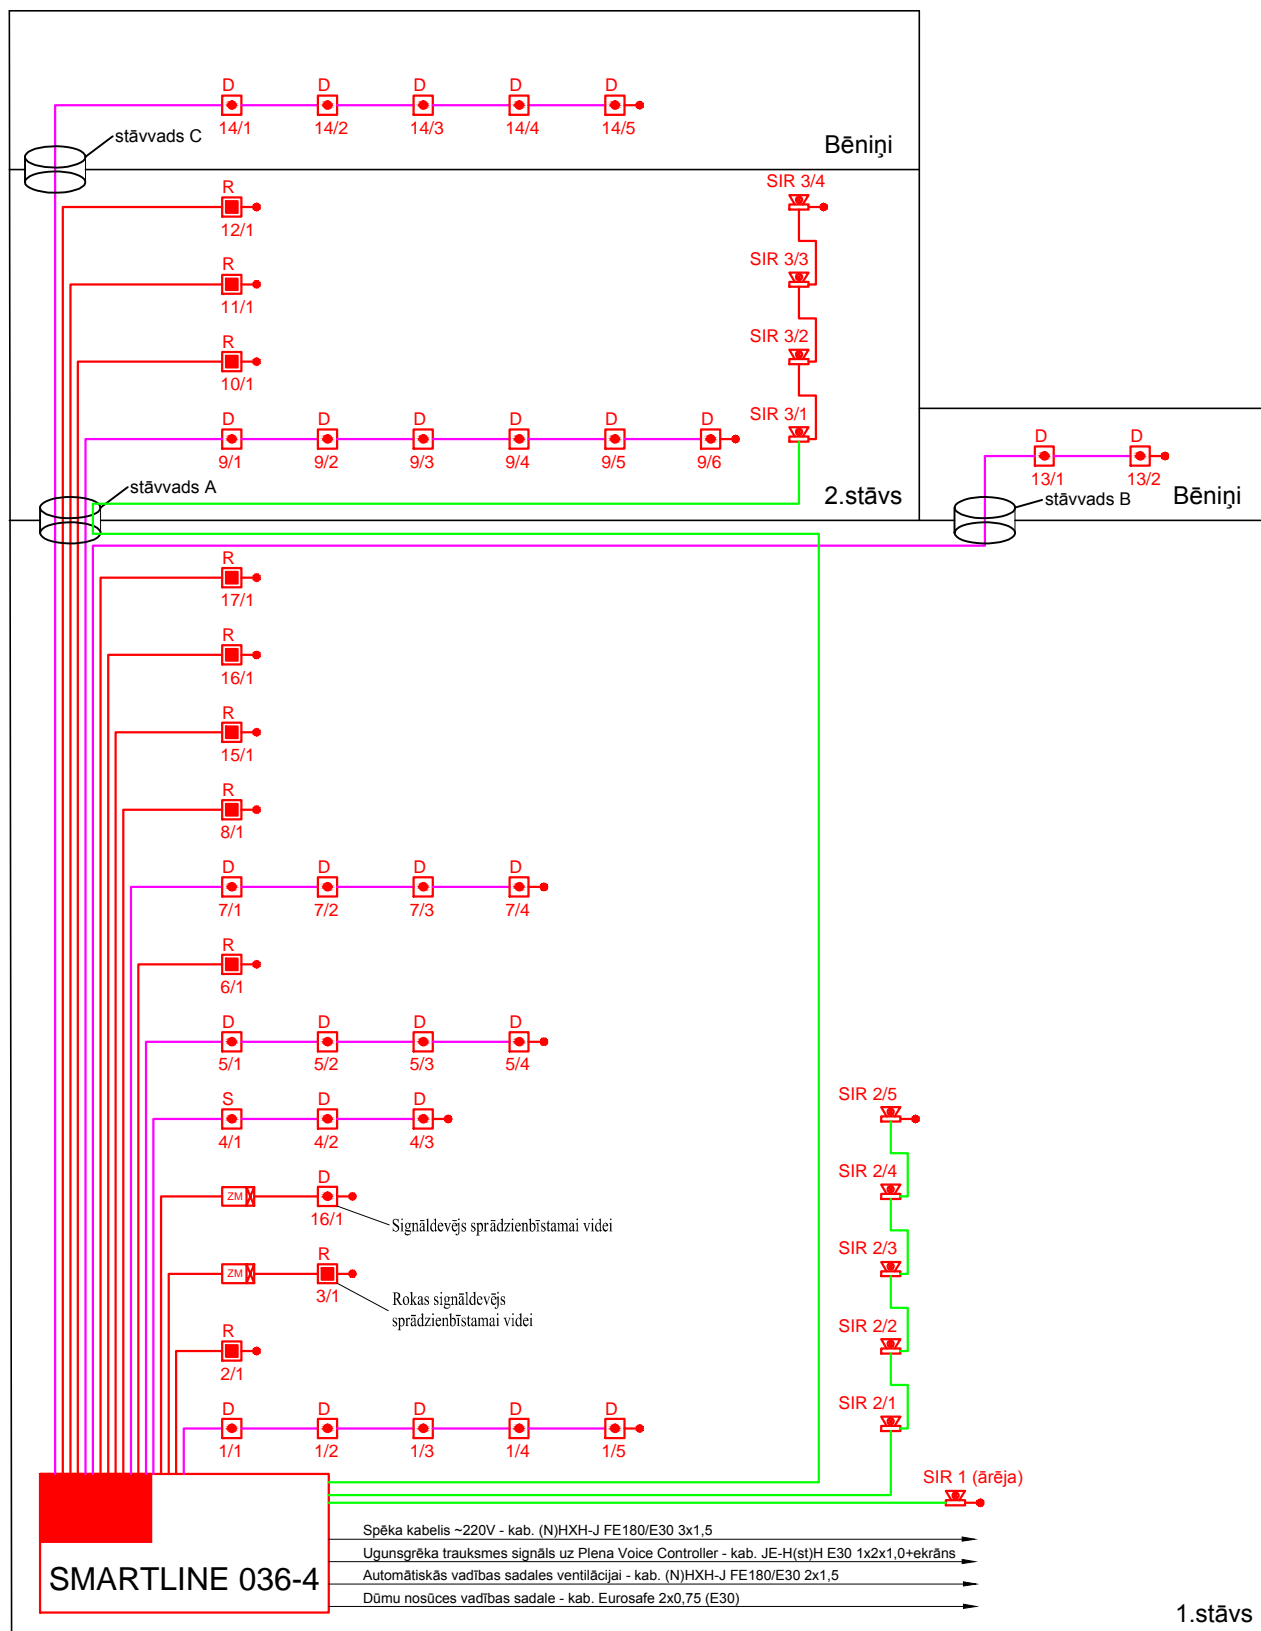 D D D D D
14/1 14/2 14/3 14/4 14/5
stāvvads C
Bēniņi
R
12/1
SIR 3/4
R
11/1
SIR 3/3
R
10/1
SIR 3/2
D D D D D D
9/1 9/2 9/3 9/4 9/5 9/6
SIR 3/1
D D
13/1 13/2
stāvvads A
2.stāvs
stāvvads B
Bēniņi
R
17/1
R
16/1
R
15/1
R
8/1
D D D D
7/1 7/2 7/3 7/4
R
6/1
D D D D
5/1 5/2 5/3 5/4
S D D
4/1 4/2 4/3
SIR 2/5
D
ZM
16/1
Signāldevējs sprādzienbīstamai videi
SIR 2/4
R
ZM
3/1
Rokas signāldevējs
sprādzienbīstamai videi
SIR 2/3
R
2/1
SIR 2/2
D D D D D
1/1 1/2 1/3 1/4 1/5
SIR 2/1
SIR 1 (ārēja)
SMARTLINE 036-4
Spēka kabelis ~220V - kab. (N)HXH-J FE180/E30 3x1,5
Ugunsgrēka trauksmes signāls uz Plena Voice Controller - kab. JE-H(st)H E30 1x2x1,0+ekrāns
Automātiskās vadības sadales ventilācijai - kab. (N)HXH-J FE180/E30 2x1,5
Dūmu nosūces vadības sadale - kab. Eurosafe 2x0,75 (E30)
1.stāvs